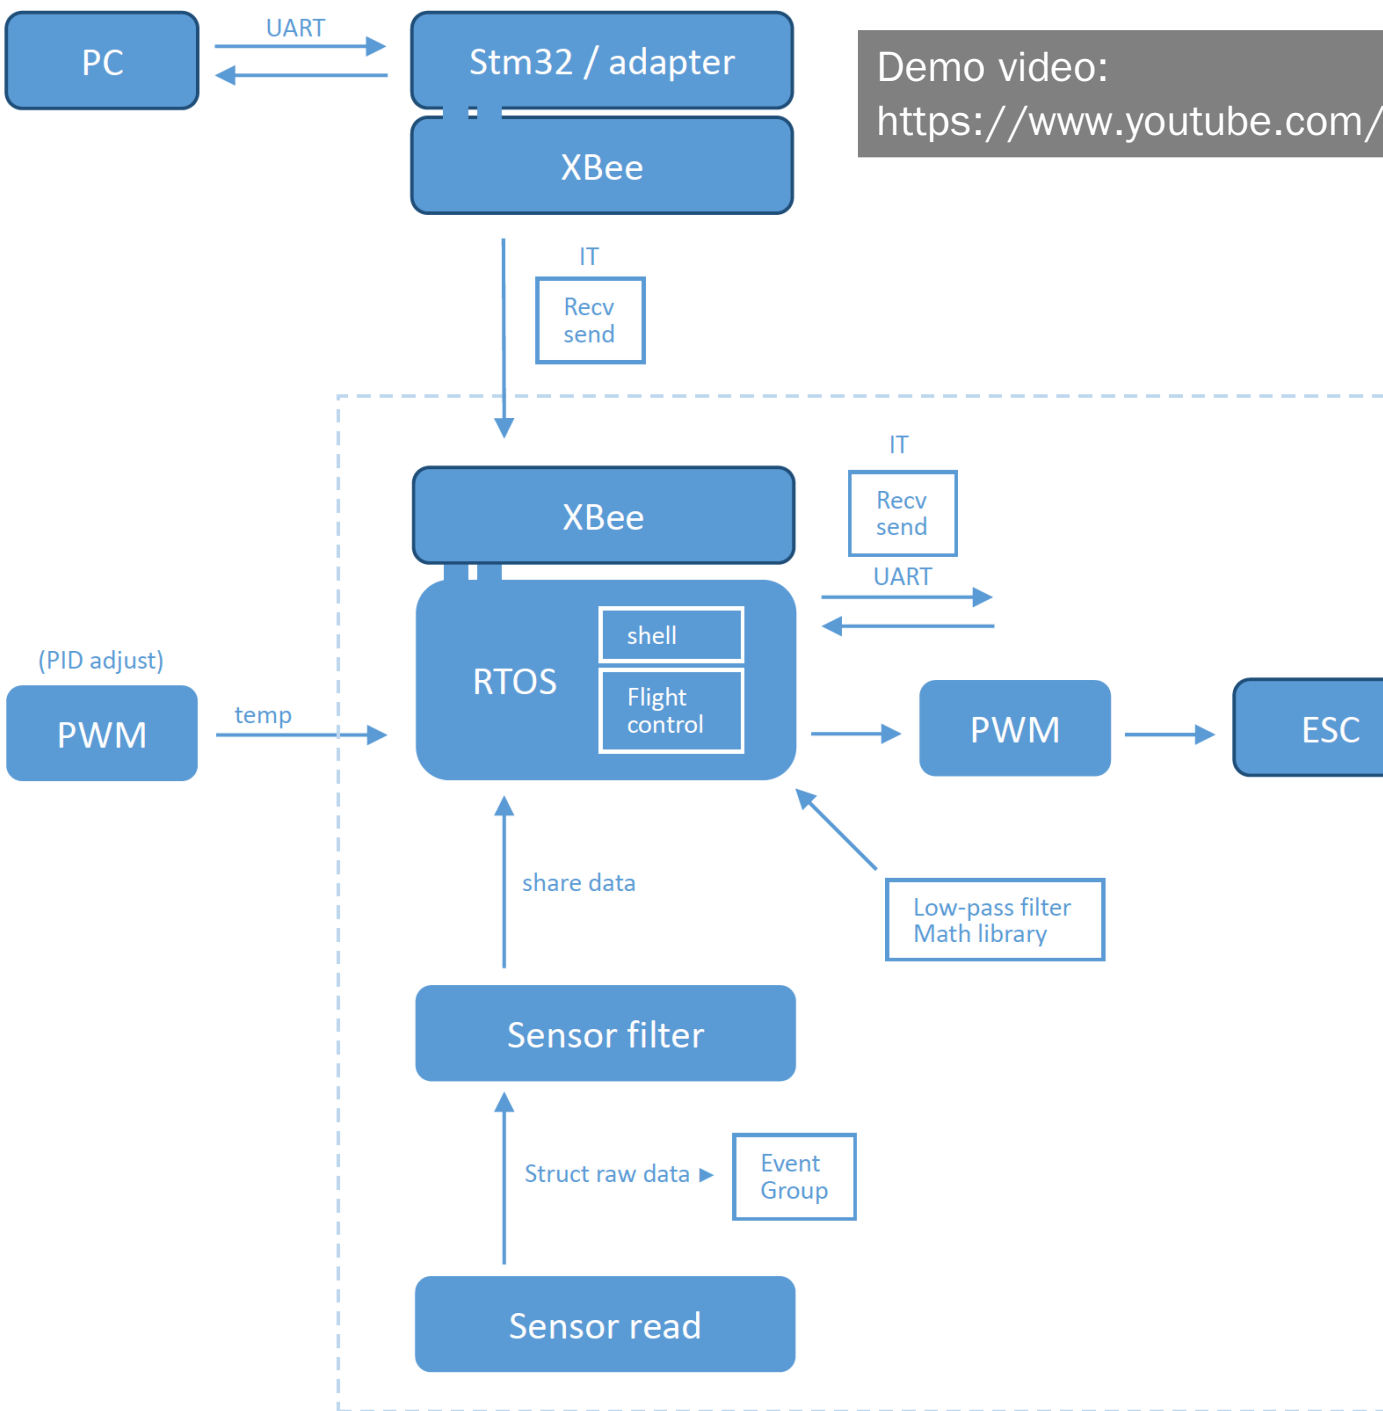 PC
UART
Stm32 / adapter
Demo video:
https://www.youtube.com/
XBee
IT
Recv
send
IT
Recv
send
XBee
UART
shell
RTOS
Flight
control
(PID adjust)
PWM
temp
PWM
ESC
share data
Low-pass filter
Math library
Sensor filter
Struct raw data ►
Event
Group
Sensor read